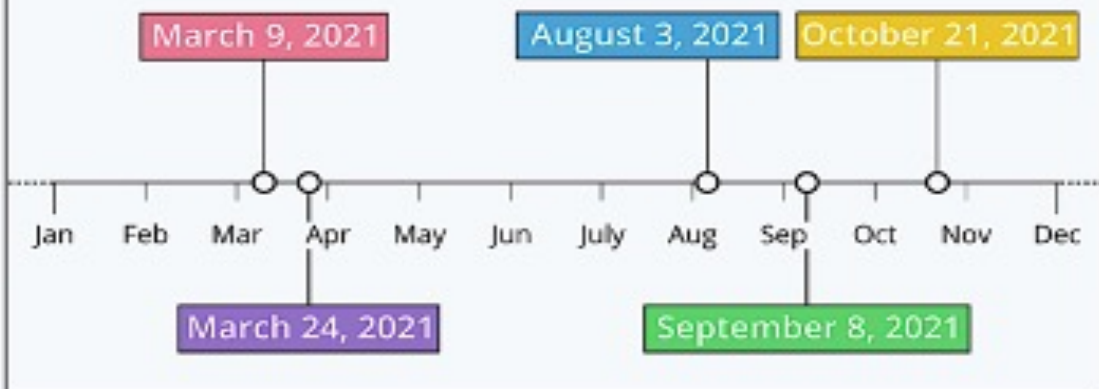 March 9, 2021
August 3, 2021
October 21, 2021
Jan Feb Mar Apr May Jun July Aug Sep Oct Nov Dec
March 24, 2021
September 8, 2021